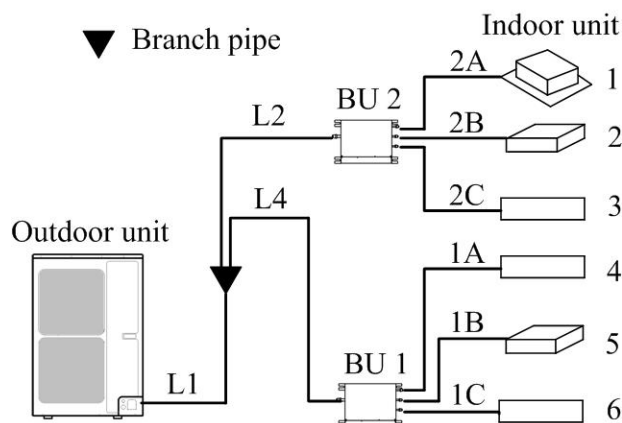 Branch pipe
Indoor unit
2A
1
BU 2
L2
2B
2
2C
3
L4
Outdoor unit
1A
4
1B
5
BU 1
L1
1C
6